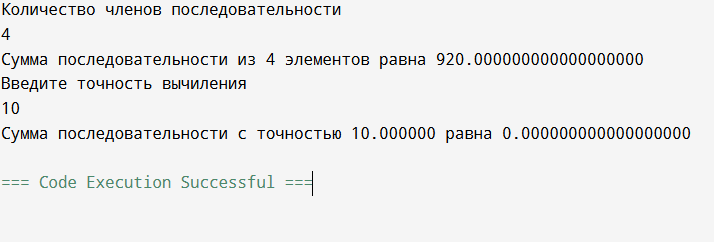 Количество членов последовательности
4
Сумма последовательности из 4 элементов равна 920.000000000000000000
Введите точность вычиления
10
Сумма последовательности с точностью 10.000000 равна 0.000000000000000000
=== Code Execution Successful ===